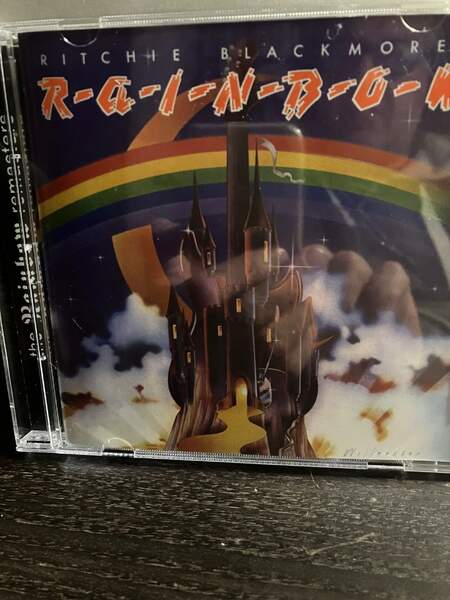 RITCHIE BLACKMORE
R-A-I-N-B-O-W
the Rainbow remasters